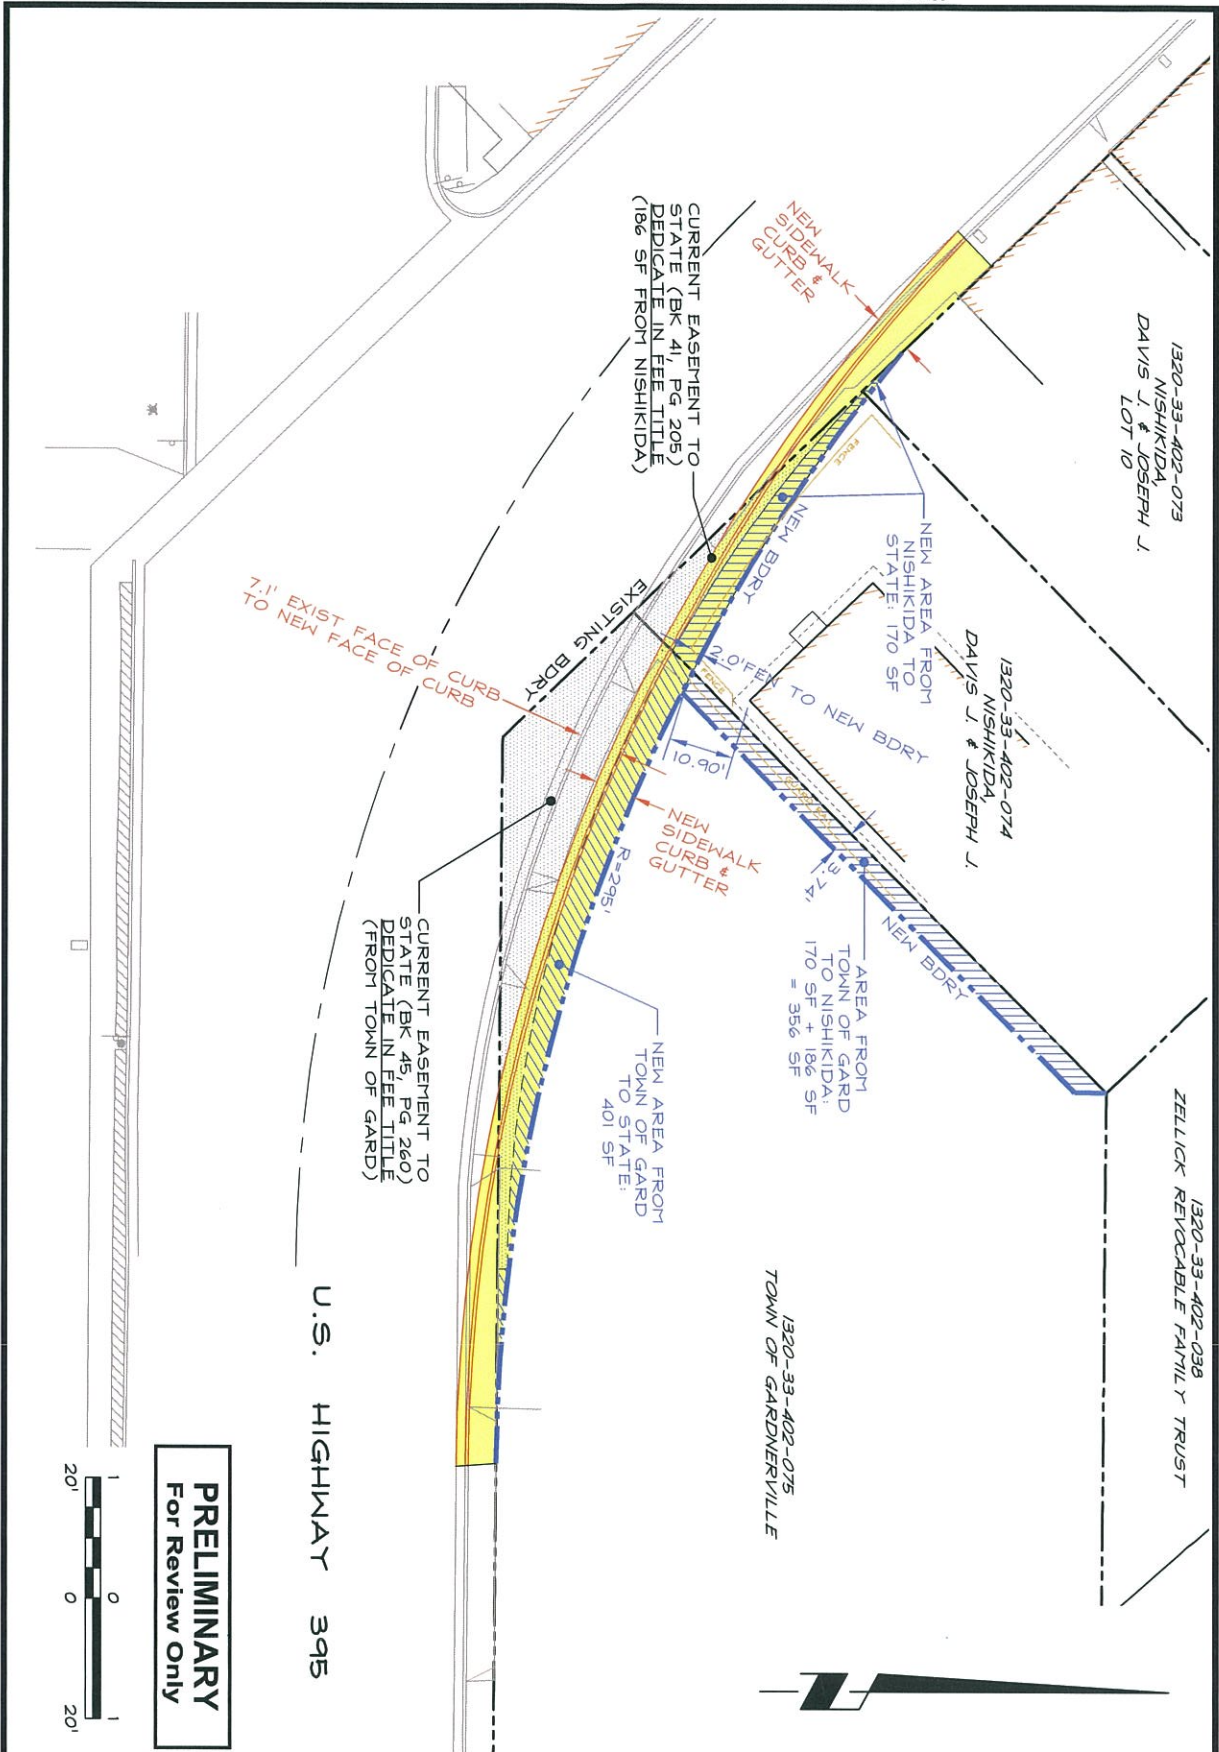 1320-33-402-073
NISHIKIDA,
DAVIS J. & JOSEPH J.
LOT 10
1320-33-402-074
NISHIKIDA,
DAVIS J. & JOSEPH J.
1320-33-402-038
ZELLICK REVOCABLE FAMILY TRUST
1320-33-402-075
TOWN OF GARDNERVILLE
NEW
SIDEWALK
CURB &
GUTTER
CURRENT EASEMENT TO
STATE (BK 41, PG 205)
DEDICATE IN FEE TITLE
(186 SF FROM NISHIKIDA)
FENCE
NEW BDRY
NEW AREA FROM
NISHIKIDA TO
STATE: 170 SF
EXISTING BDRY
7.1' EXIST FACE OF CURB
TO NEW FACE OF CURB
FENCE
2.0' FEN TO NEW BDRY
10.90'
3.74'
NEW BDRY
NEW
SIDEWALK
CURB &
GUTTER
R=295'
AREA FROM
TOWN OF GARD
TO NISHIKIDA:
170 SF + 186 SF
= 356 SF
NEW AREA FROM
TOWN OF GARD
TO STATE:
401 SF
CURRENT EASEMENT TO
STATE (BK 45, PG 260)
DEDICATE IN FEE TITLE
(FROM TOWN OF GARD)
U.S. HIGHWAY 395
PRELIMINARY
For Review Only
1 0 1
20' 0 20'